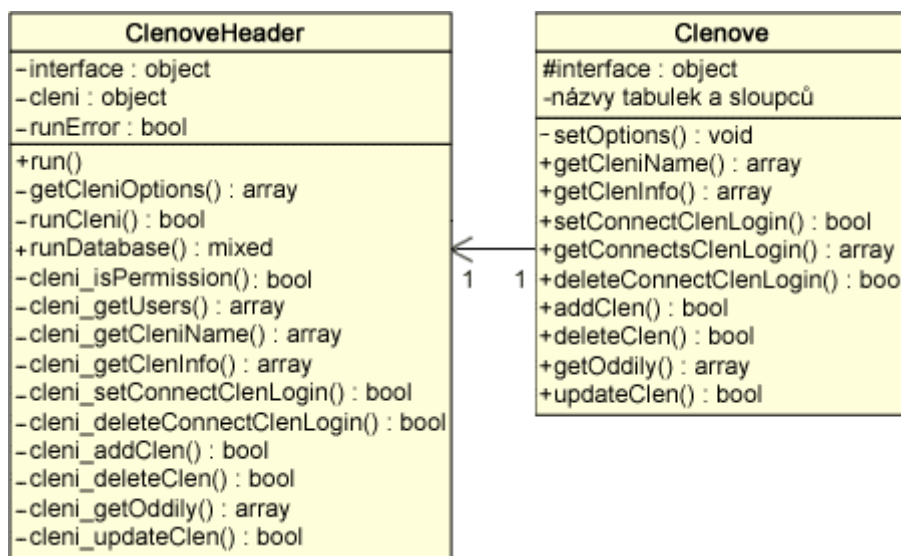 ClenoveHeader
-interface : object
-cleni : object
-runError : bool
+run()
-getCleniOptions() : array
-runCleni() : bool
+runDatabase() : mixed
-cleni_isPermission() : bool
-cleni_getUsers() : array
-cleni_getCleniName() : array
-cleni_getClenInfo() : array
-cleni_setConnectClenLogin() : bool
-cleni_deleteConnectClenLogin() : bool
-cleni_addClen() : bool
-cleni_deleteClen() : bool
-cleni_getOddily() : array
-cleni_updateClen() : bool
1 1
Clenove
#interface : object
-názvy tabulek a sloupců
-setOptions() : void
+getCleniName() : array
+getClenInfo() : array
+setConnectClenLogin() : bool
+getConnectsClenLogin() : array
+deleteConnectClenLogin() : bool
+addClen() : bool
+deleteClen() : bool
+getOddily() : array
+updateClen() : bool